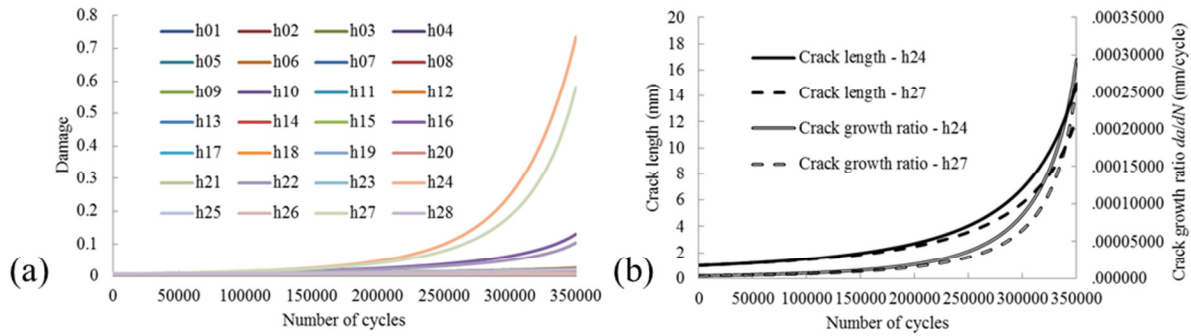 0.8
0.7
0.6
0.5
0.4
0.3
0.2
0.1
0
Damage
h01 h02 h03 h04
h05 h06 h07 h08
h09 h10 h11 h12
h13 h14 h15 h16
h17 h18 h19 h20
h21 h22 h23 h24
h25 h26 h27 h28
0 50000 100000 150000 200000 250000 300000 350000
Number of cycles
(a)
20
18
16
14
12
10
8
6
4
2
0
Crack length (mm)
Crack length - h24
Crack length - h27
Crack growth ratio - h24
Crack growth ratio - h27
.00035000
.00030000
.00025000
.00020000
.00015000
.00010000
.00005000
.000000
Crack growth ratio da/dN (mm/cycle)
0 50000 100000 150000 200000 250000 300000 350000
Number of cycles
(b)